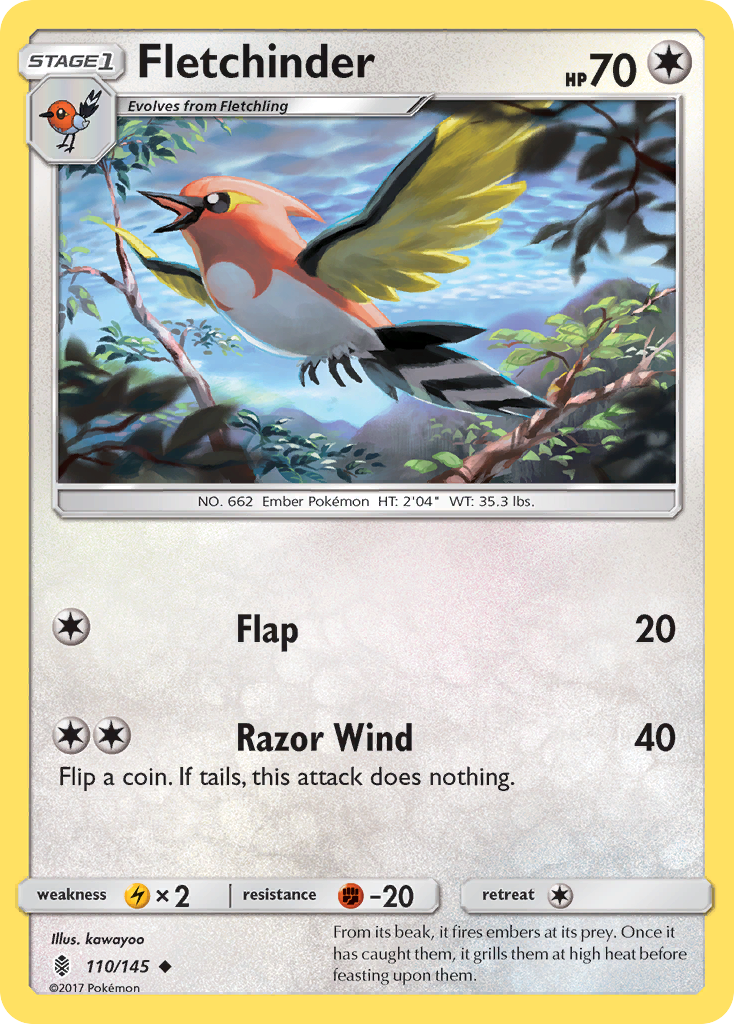 STAGE1 Fletchinder HP70
Evolves from Fletchling
NO. 662 Ember Pokémon HT: 2'04" WT: 35.3 lbs.
Flap 20
Razor Wind 40
Flip a coin. If tails, this attack does nothing.
weakness ×2 resistance -20 retreat
Illus. kawayoo
110/145
©2017 Pokémon
From its beak, it fires embers at its prey. Once it
has caught them, it grills them at high heat before
feasting upon them.